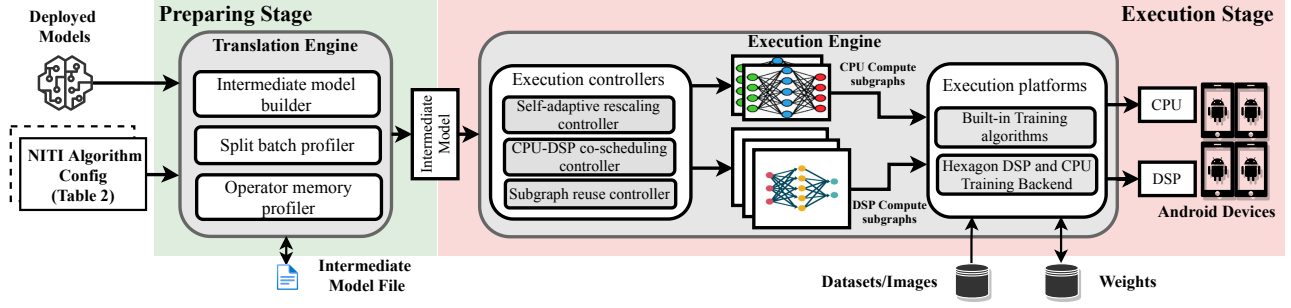 Preparing Stage
Execution Stage
Deployed
Models
NITI Algorithm
Config
(Table 2)
Translation Engine
Intermediate model
builder
Split batch profiler
Operator memory
profiler
Intermediate
Model File
Intermediate
Model
Execution Engine
Execution controllers
Self-adaptive rescaling
controller
CPU-DSP co-scheduling
controller
Subgraph reuse controller
CPU Compute
subgraphs
DSP Compute
subgraphs
Execution platforms
Built-in Training
algorithms
Hexagon DSP and CPU
Training Backend
Datasets/Images
Weights
CPU
DSP
Android Devices